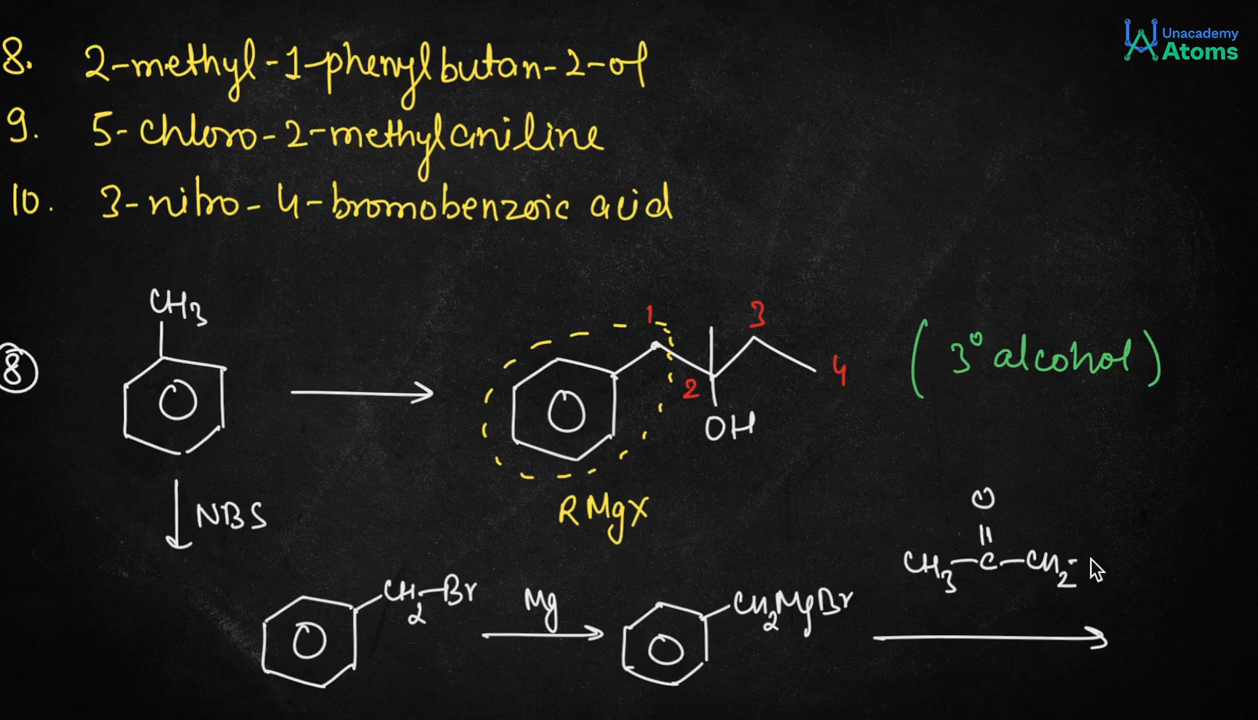 Unacademy
Atoms
8. 2-methyl-1-phenylbutan-2-ol
9. 5-chloro-2-methylaniline
10. 3-nitro-4-bromobenzoic acid
CH3
8
1 2 3 4
OH
(3° alcohol)
RMgX
NBS
CH2-Br
Mg
CH2MgBr
O
CH3-C-CH2-